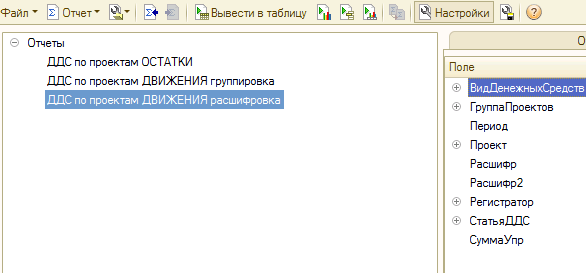 Файл Отчет Вывести в таблицу Настройки
Отчеты
ДДС по проектам ОСТАТКИ
ДДС по проектам ДВИЖЕНИЯ группировка
ДДС по проектам ДВИЖЕНИЯ расшифровка
О
Поле
ВидДенежныхСредств
ГруппаПроектов
Период
Проект
Расшифр
Расшифр2
Регистратор
СтатьяДДС
СуммаУпр